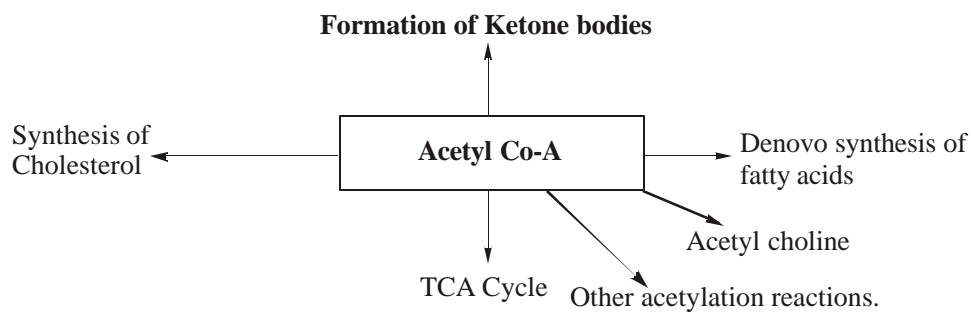 Formation of Ketone bodies
Synthesis of
Cholesterol
Acetyl Co-A
Denovo synthesis of
fatty acids
Acetyl choline
TCA Cycle
Other acetylation reactions.